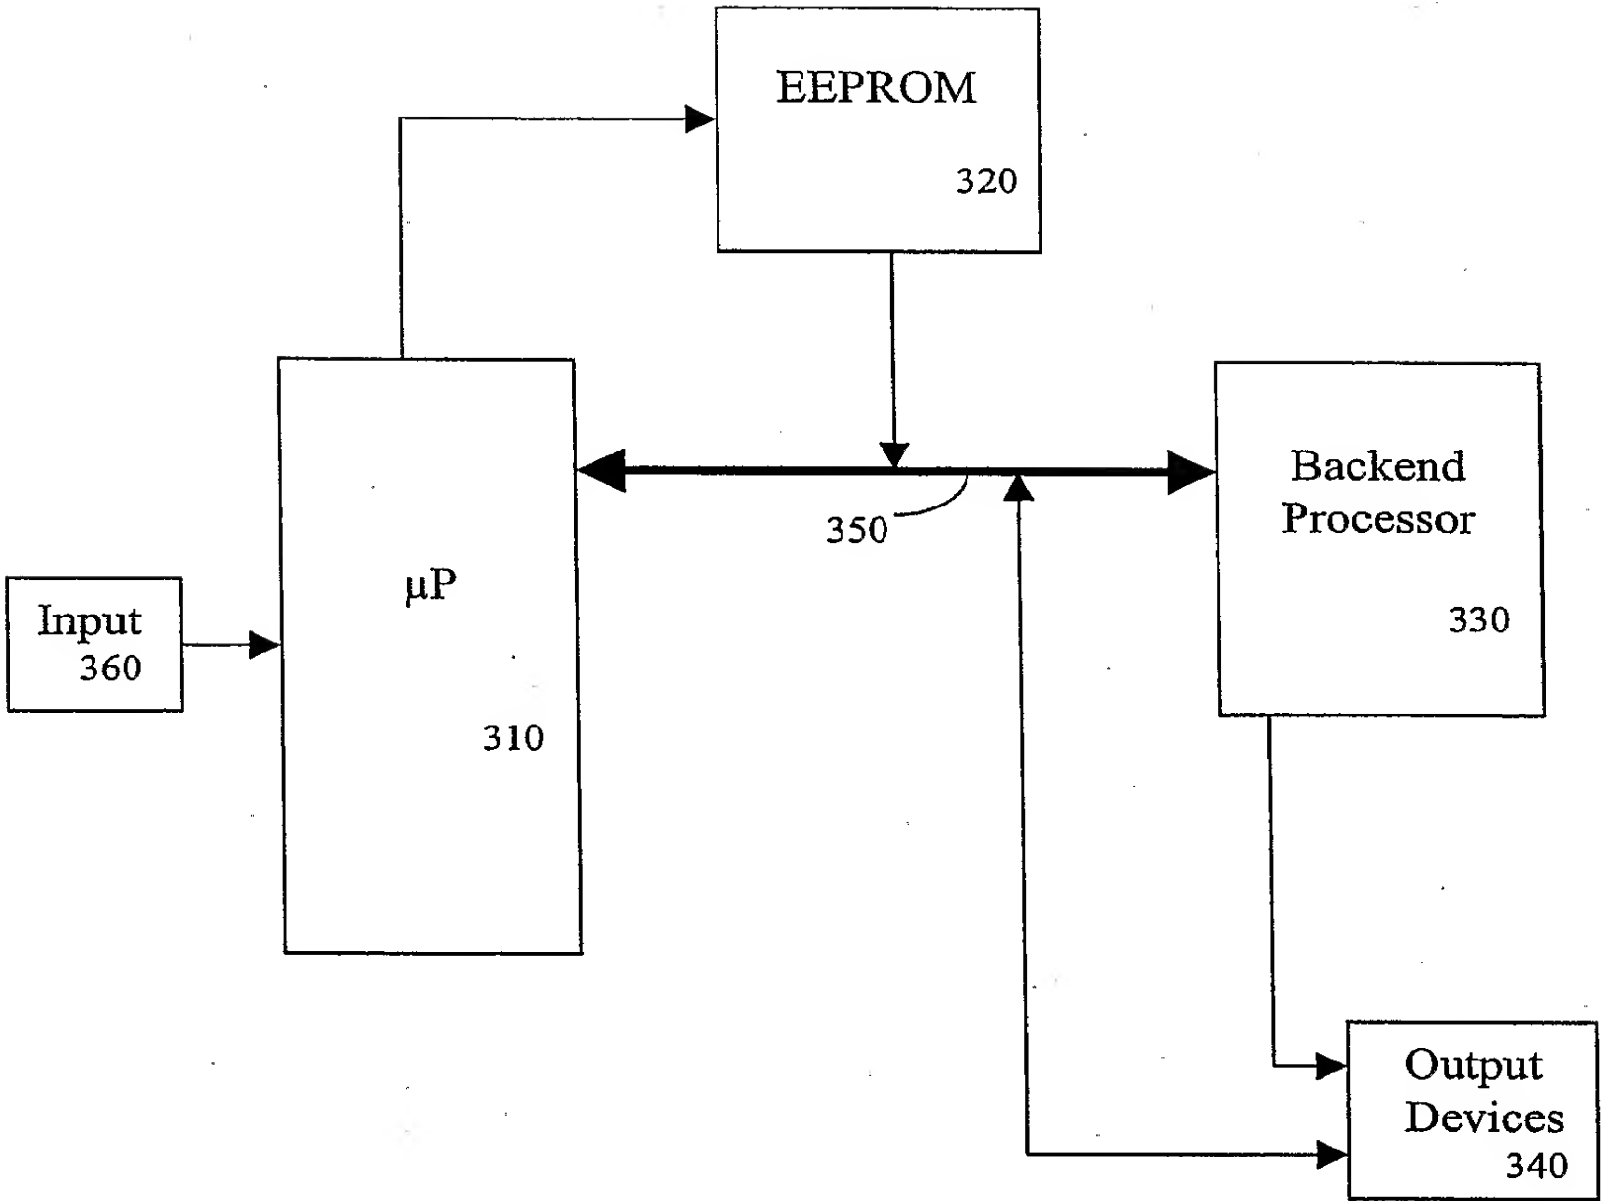 EEPROM
320
350
Backend
Processor
330
μP
310
Input
360
Output
Devices
340